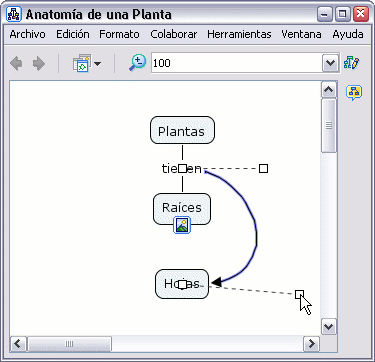 Anatomía de una Planta
Archivo Edición Formato Colaborar Herramientas Ventana Ayuda
100
Plantas
tienen
Raíces
Hojas